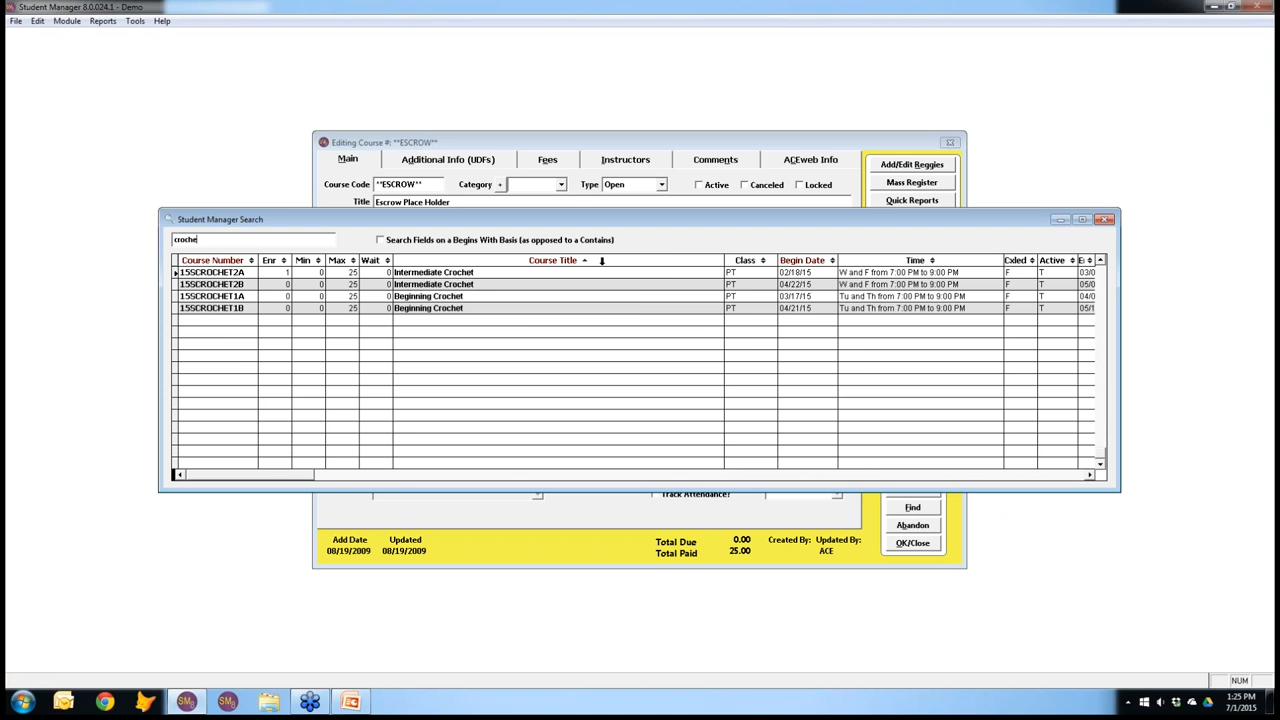 Student Manager 8.0.024.1 - Demo
File Edit Module Reports Tools Help
Editing Course #: **ESCROW**
Main Additional Info (UDFs) Fees Instructors Comments ACEweb Info
Add/Edit Reggies
Course Code **ESCROW** Category + Type Open Active Canceled Locked
Mass Register
Title Escrow Place Holder
Quick Reports
Student Manager Search
croche
Search Fields on a Begins With Basis (as opposed to a Contains)
Course Number Enr Min Max Wait Course Title Class Begin Date Time Cxled Active
15SCROCHET2A 1 0 25 0 Intermediate Crochet PT 02/18/15 W and F from 7:00 PM to 9:00 PM F T 03/0
15SCROCHET2B 0 0 25 0 Intermediate Crochet PT 04/22/15 W and F from 7:00 PM to 9:00 PM F T 05/0
15SCROCHET1A 0 0 25 0 Beginning Crochet PT 03/17/15 Tu and Th from 7:00 PM to 9:00 PM F T 04/0
15SCROCHET1B 0 0 25 0 Beginning Crochet PT 04/21/15 Tu and Th from 7:00 PM to 9:00 PM F T 05/1
Track Attendance?
Find
Abandon
OK/Close
Add Date Updated Total Due 0.00 Created By: Updated By:
08/19/2009 08/19/2009 Total Paid 25.00 ACE
NUM
1:25 PM
7/1/2015